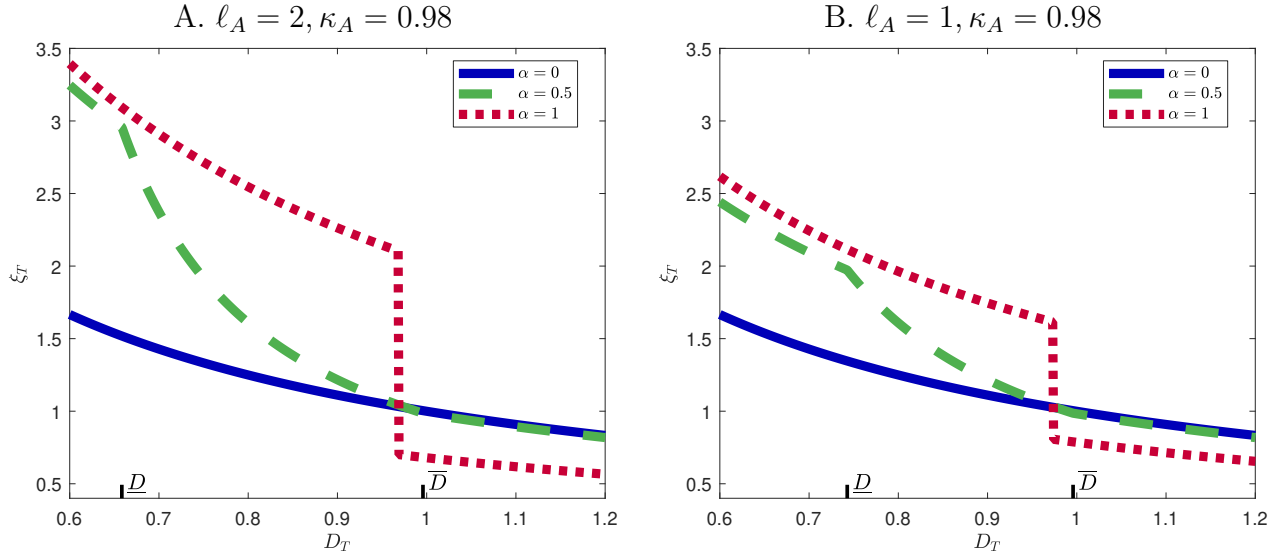 A. ℓ_A = 2, κ_A = 0.98
3.5
3
2.5
2
1.5
1
0.5
ξ_T
α = 0
α = 0.5
α = 1
D̲
D̅
0.6 0.7 0.8 0.9 1 1.1 1.2
D_T
B. ℓ_A = 1, κ_A = 0.98
3.5
3
2.5
2
1.5
1
0.5
ξ_T
α = 0
α = 0.5
α = 1
D̲
D̅
0.6 0.7 0.8 0.9 1 1.1 1.2
D_T